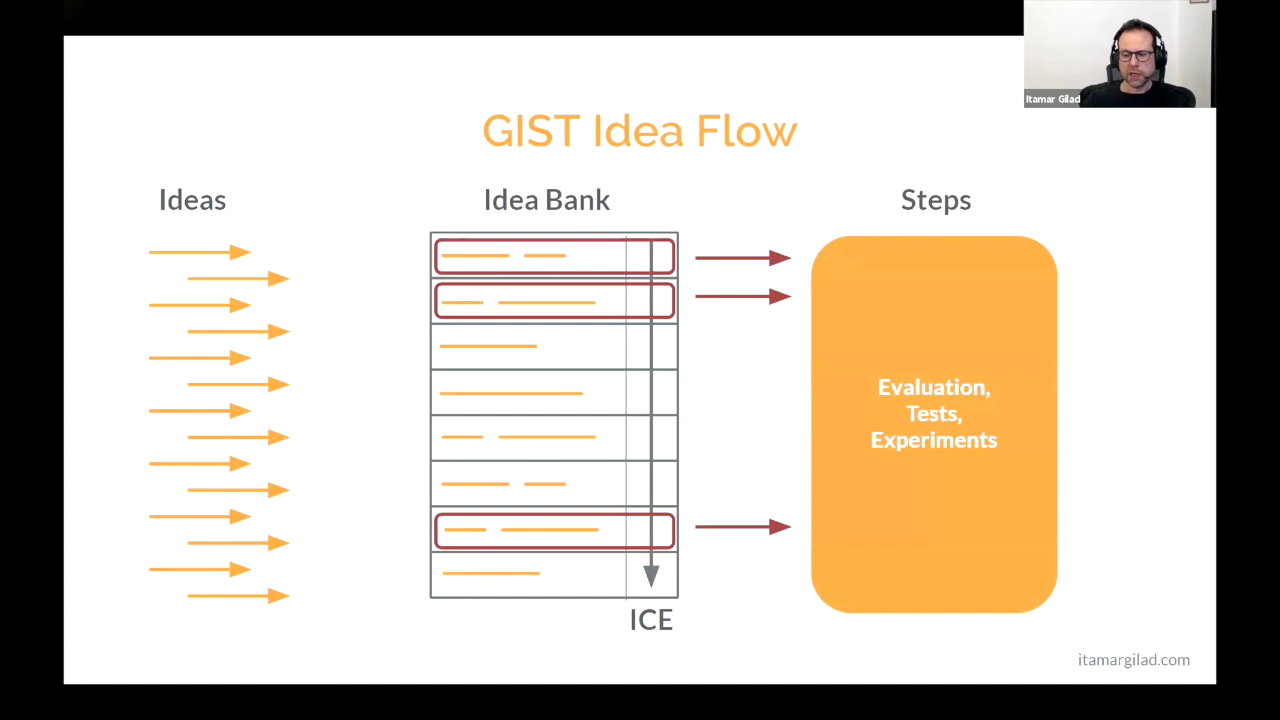 Itamar Gilad
GIST Idea Flow
Ideas
Idea Bank
Steps
Evaluation,
Tests,
Experiments
ICE
itamargilad.com